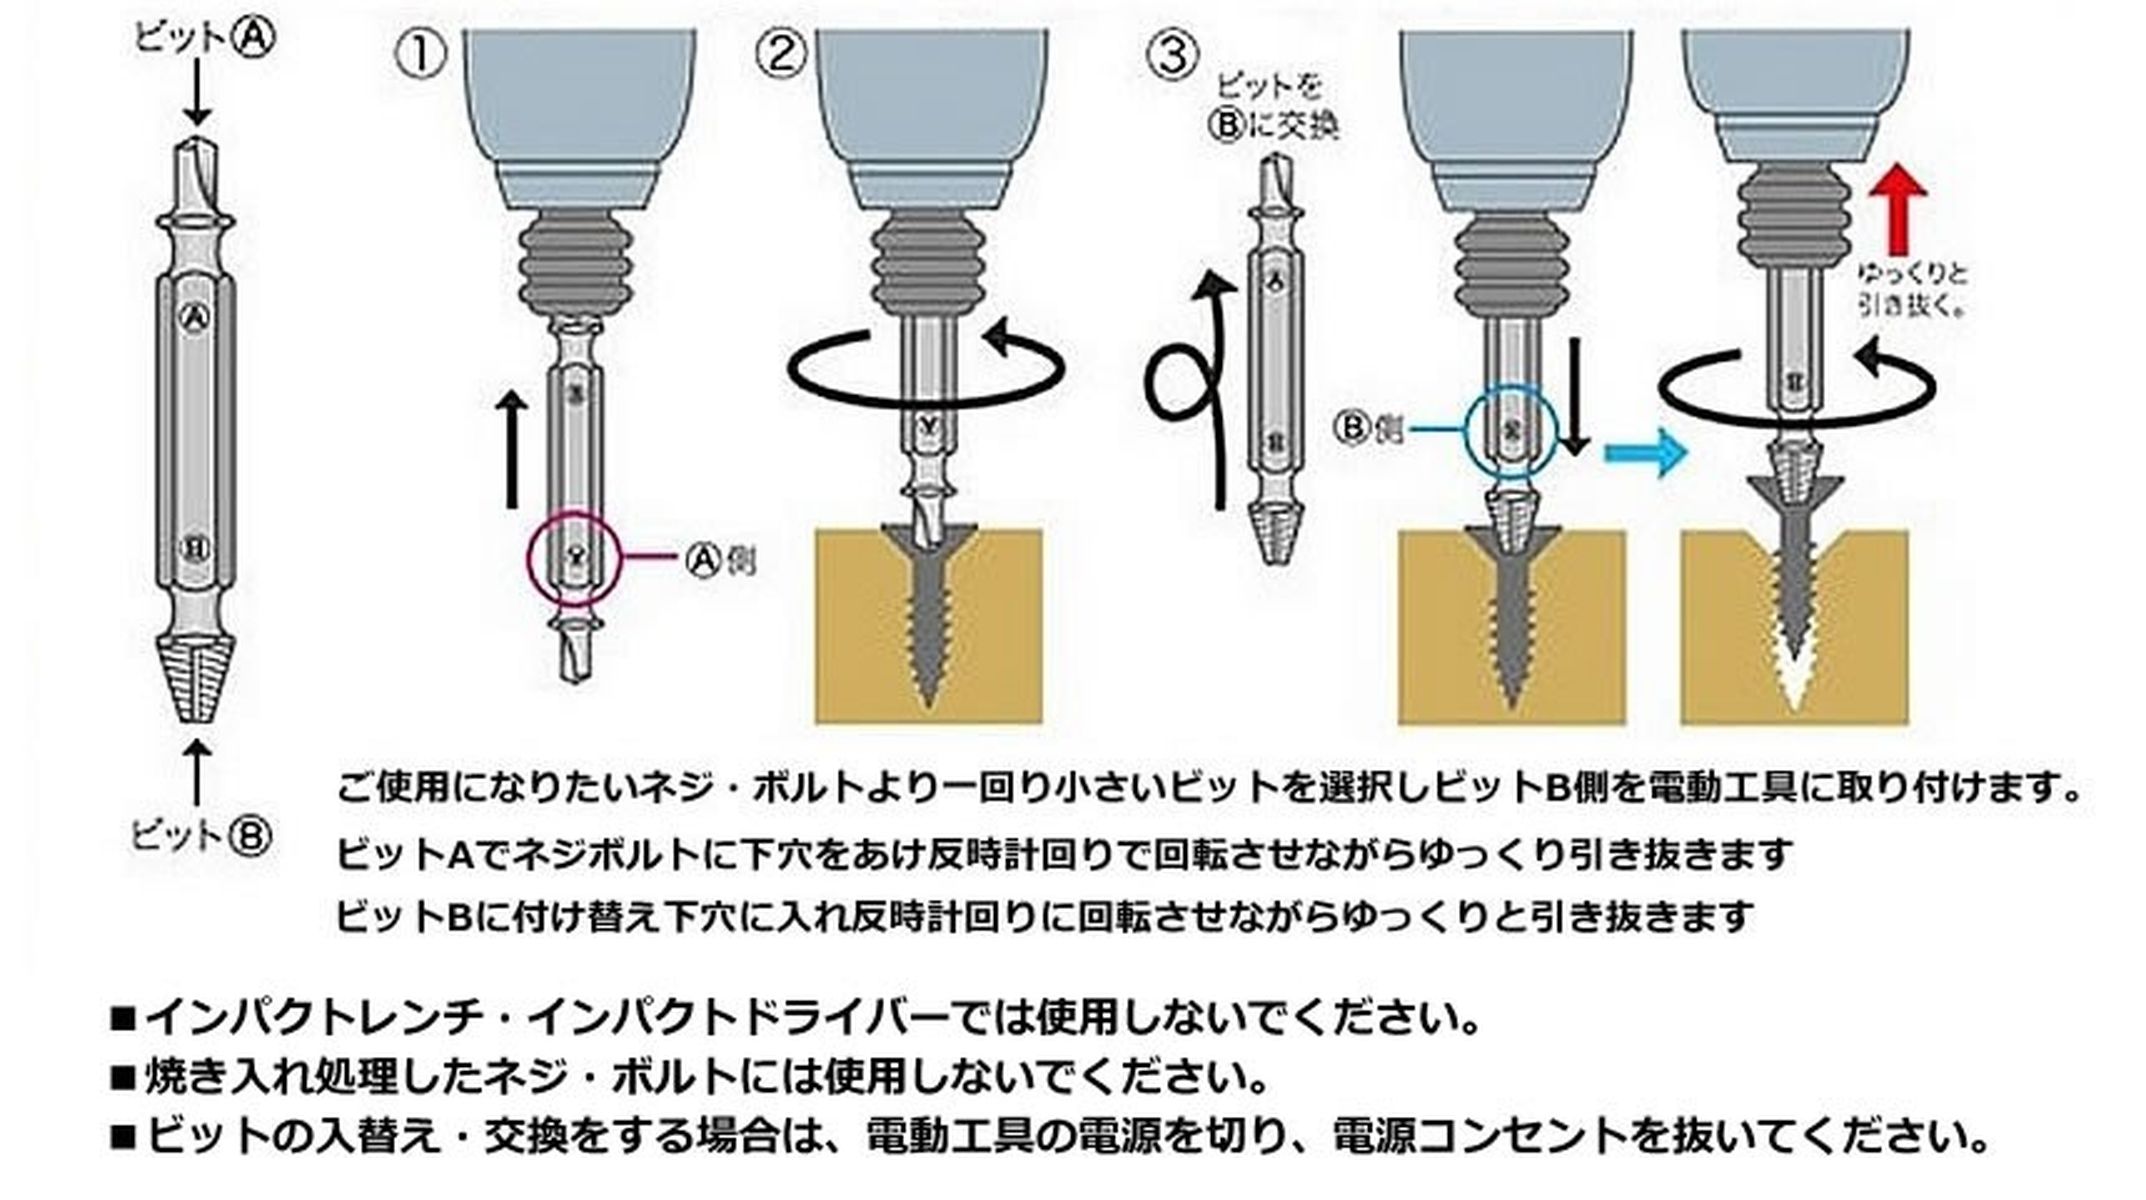 ビットⒶ
①
②
③
ビットを
Ⓑに交換
Ⓐ
Ⓑ側
Ⓐ側
ゆっくりと
引き抜く。
ビットⒷ
ご使用になりたいネジ・ボルトより一回り小さいビットを選択しビットB側を電動工具に取り付けます。
ビットAでネジボルトに下穴をあけ反時計回りで回転させながらゆっくり引き抜きます
ビットBに付け替え下穴に入れ反時計回りに回転させながらゆっくりと引き抜きます
■インパクトレンチ・インパクトドライバーでは使用しないでください。
■焼き入れ処理したネジ・ボルトには使用しないでください。
■ビットの入替え・交換をする場合は、電動工具の電源を切り、電源コンセントを抜いてください。